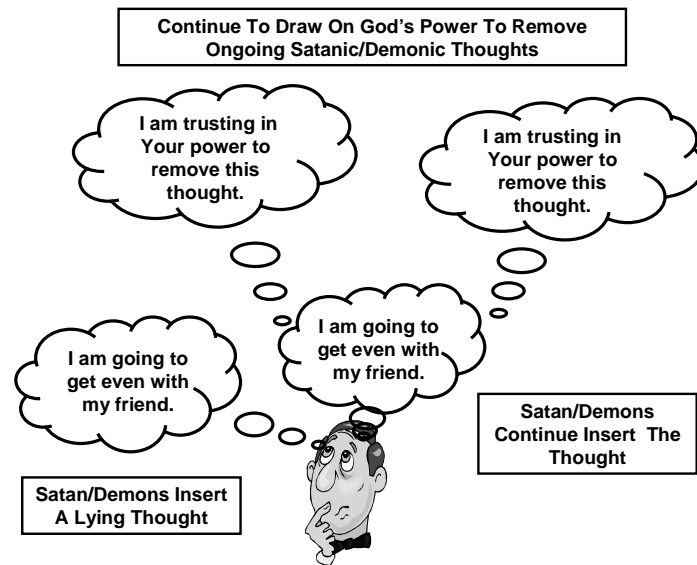 Continue To Draw On God's Power To Remove
Ongoing Satanic/Demonic Thoughts
I am trusting in
Your power to
remove this
thought.
I am trusting in
Your power to
remove this
thought.
I am going to
get even with
my friend.
I am going to
get even with
my friend.
Satan/Demons
Continue Insert The
Thought
Satan/Demons Insert
A Lying Thought